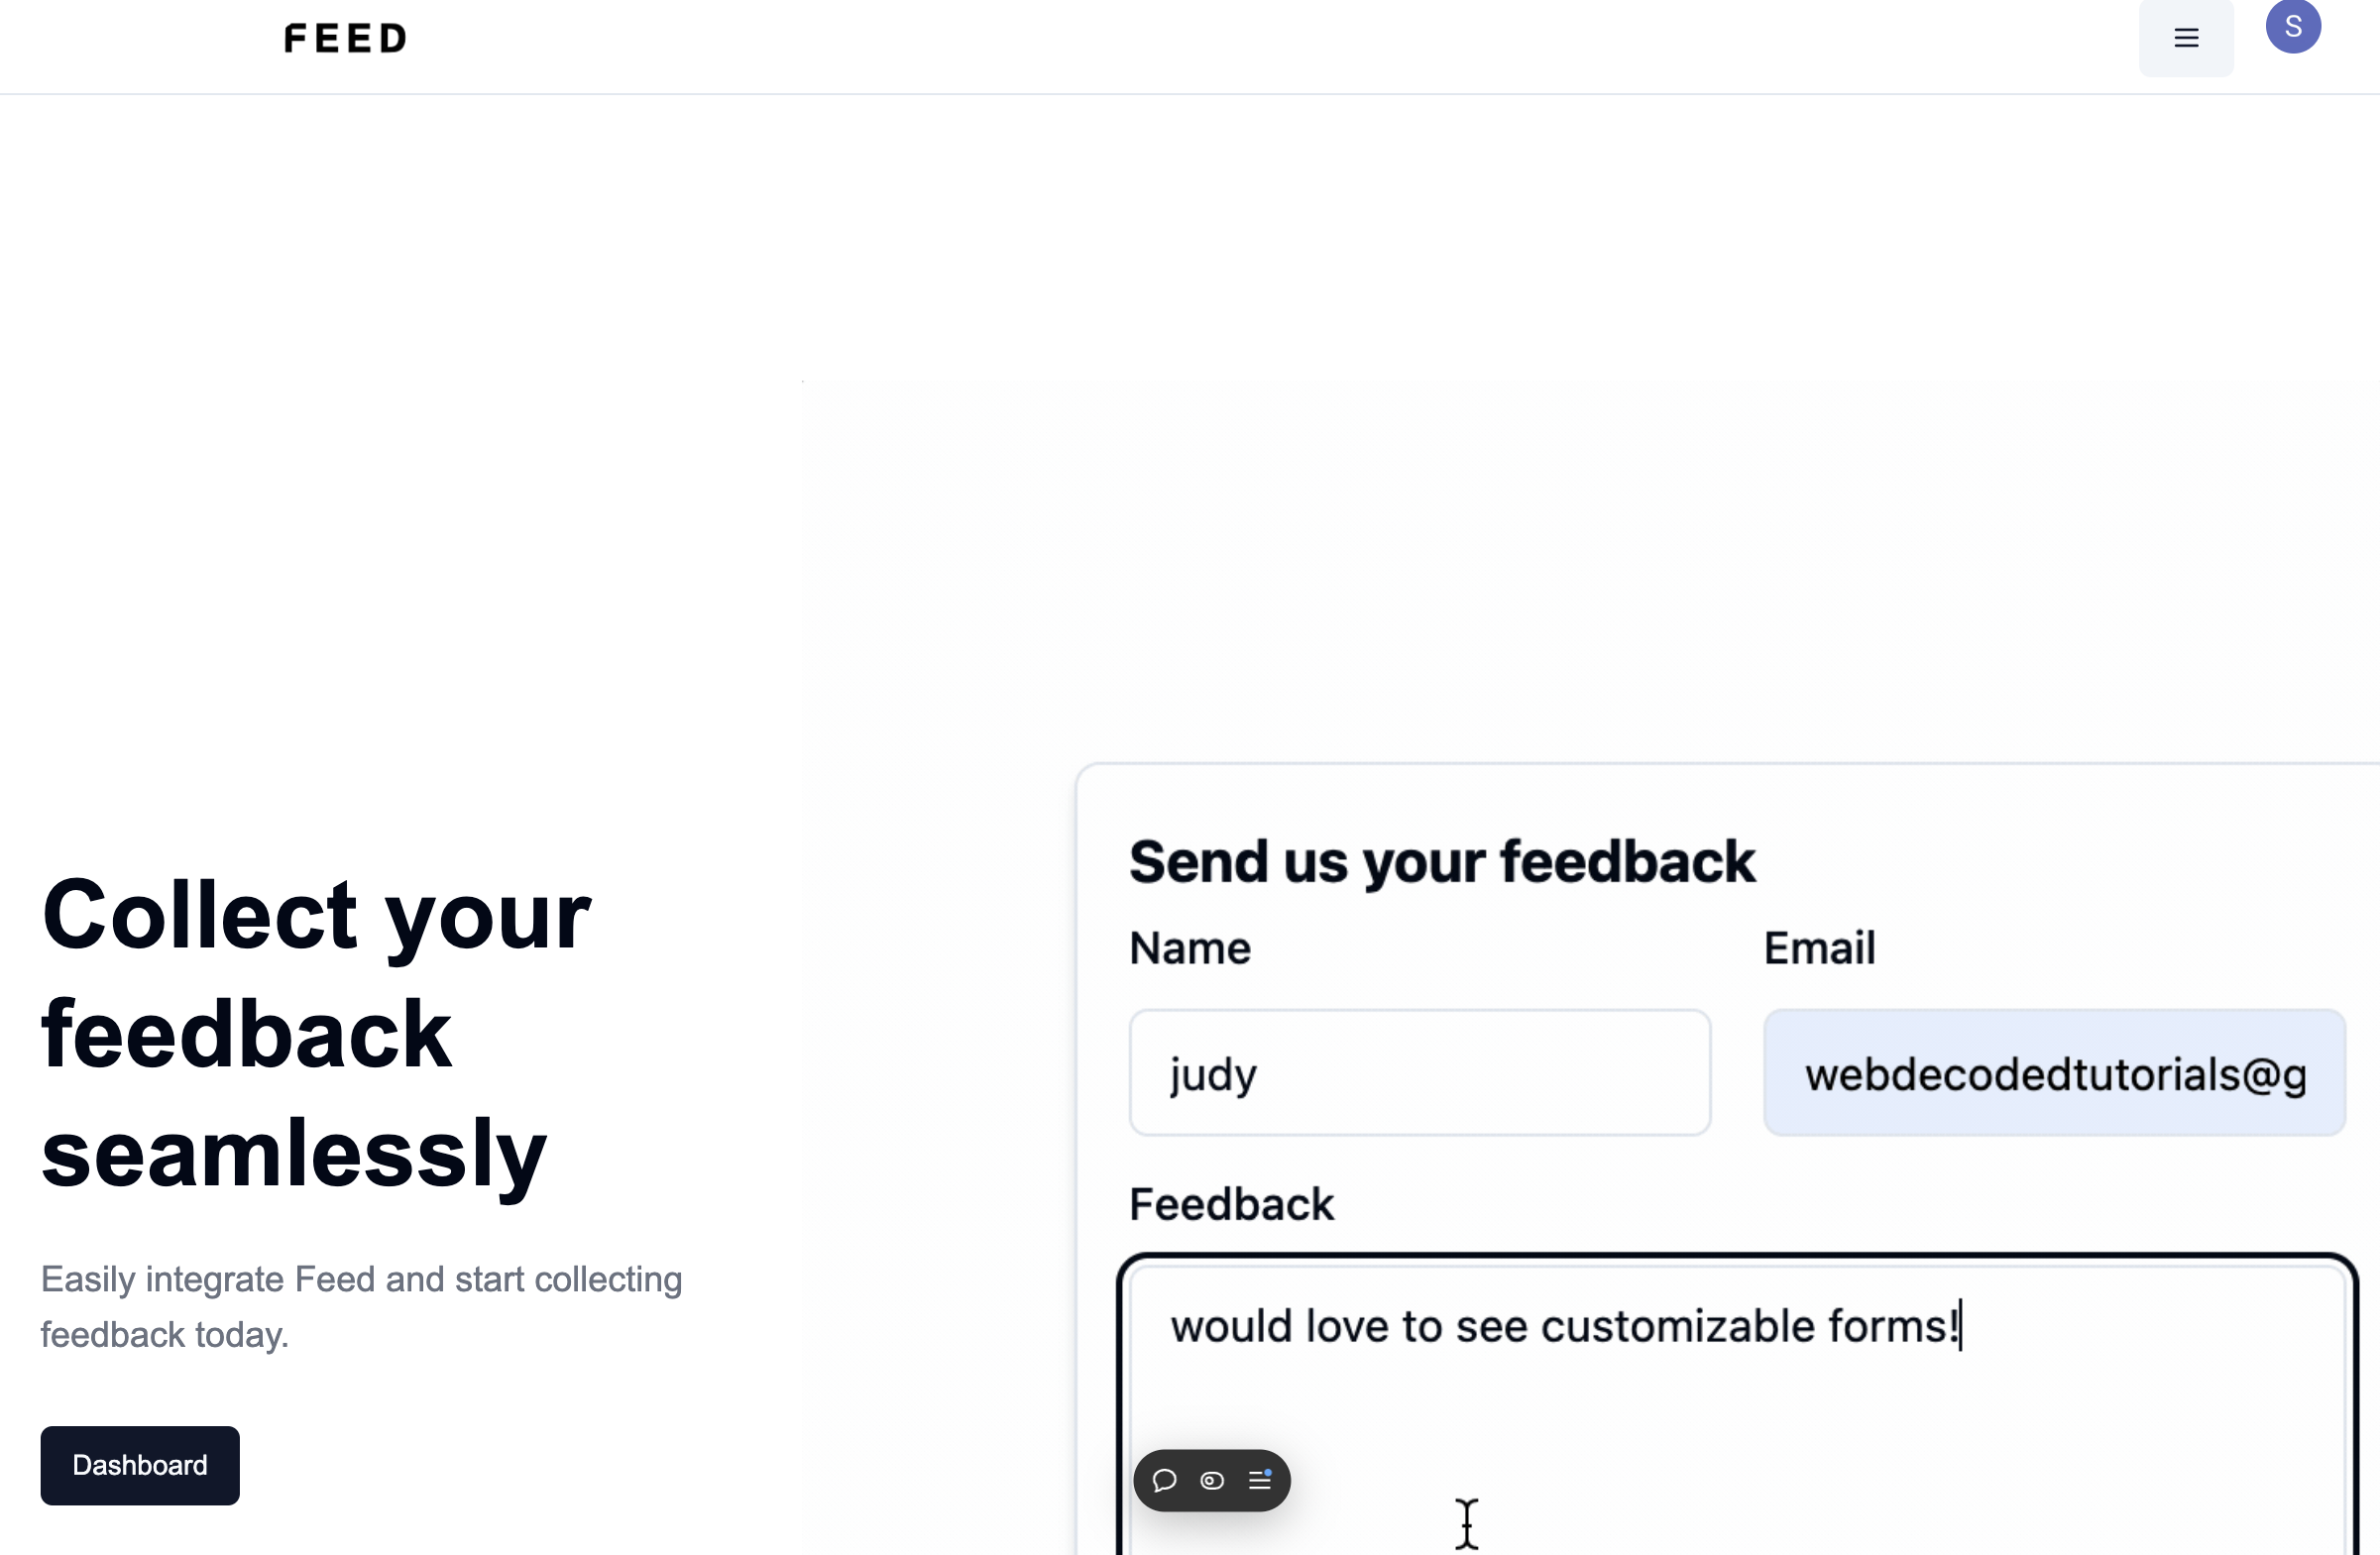 FEED
S
Collect your
feedback
seamlessly
Easily integrate Feed and start collecting
feedback today.
Dashboard
Send us your feedback
Name
Email
judy
webdecodedtutorials@g
Feedback
would love to see customizable forms!